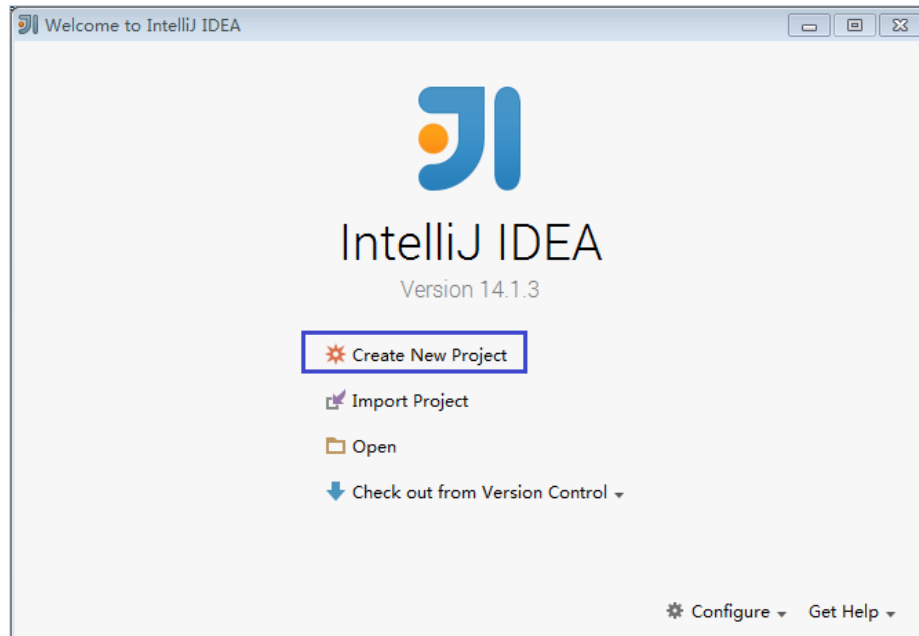 Welcome to IntelliJ IDEA
IntelliJ IDEA
Version 14.1.3
Create New Project
Import Project
Open
Check out from Version Control
Configure Get Help